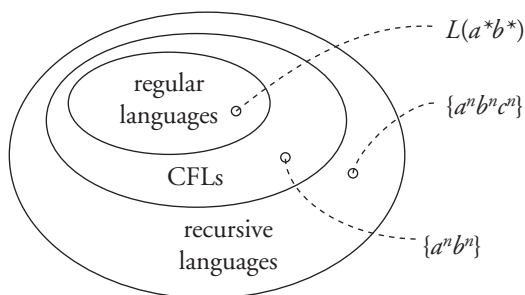 L(a*b*)
regular
languages
{aⁿbⁿcⁿ}
CFLs
recursive
languages
{aⁿbⁿ}